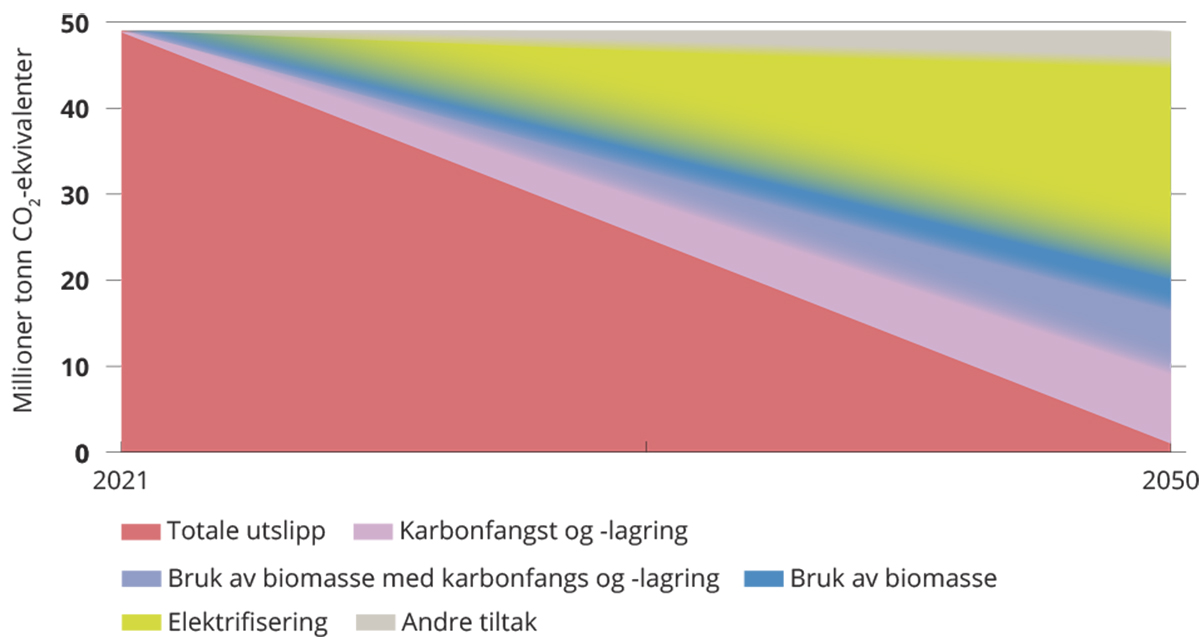 Millioner tonn CO2-ekvivalenter
50
40
30
20
10
0
2021 2050
Totale utslipp Karbonfangst og -lagring
Bruk av biomasse med karbonfangs og -lagring Bruk av biomasse
Elektrifisering Andre tiltak